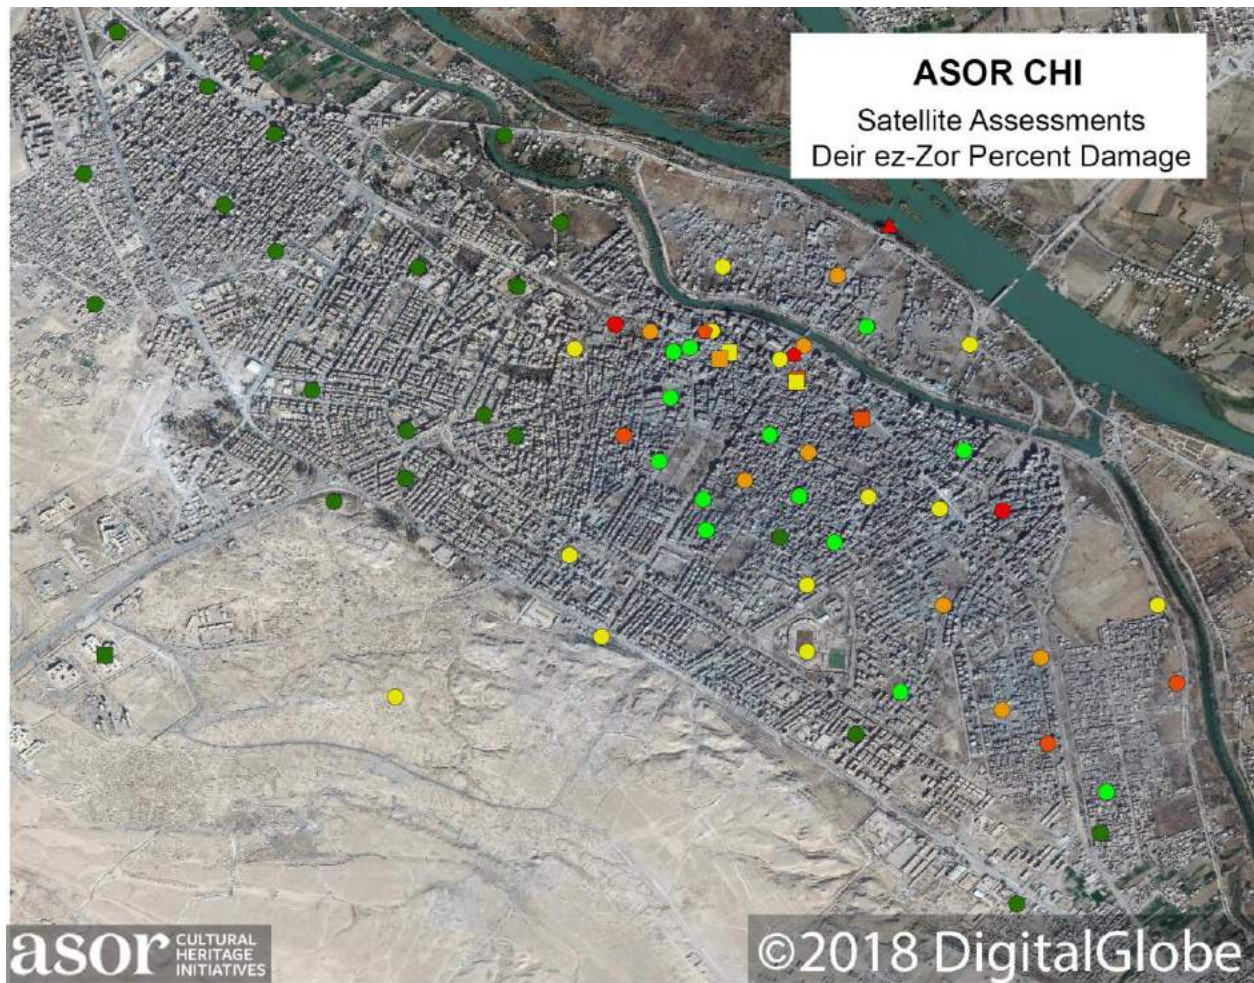 ASOR CHI
Satellite Assessments
Deir ez-Zor Percent Damage
asor CULTURAL
HERITAGE
INITIATIVES
©2018 DigitalGlobe